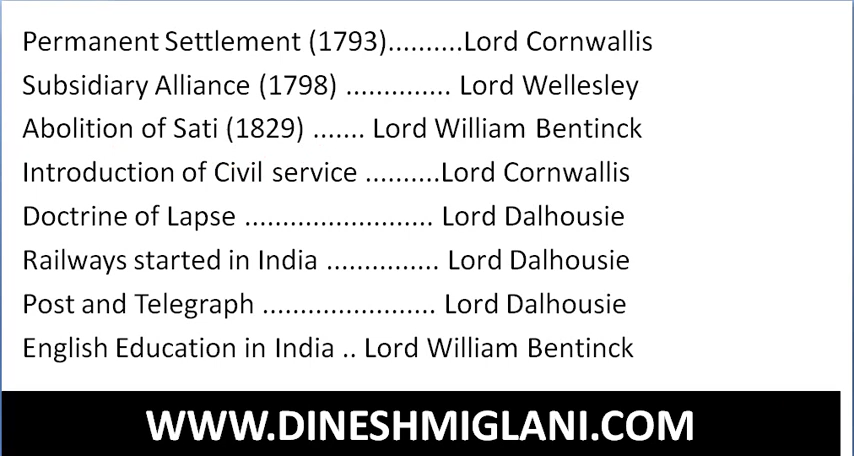 Permanent Settlement (1793)..........Lord Cornwallis
Subsidiary Alliance (1798) .............. Lord Wellesley
Abolition of Sati (1829) ....... Lord William Bentinck
Introduction of Civil service ..........Lord Cornwallis
Doctrine of Lapse ......................... Lord Dalhousie
Railways started in India ............... Lord Dalhousie
Post and Telegraph ....................... Lord Dalhousie
English Education in India .. Lord William Bentinck
WWW.DINESHMIGLANI.COM